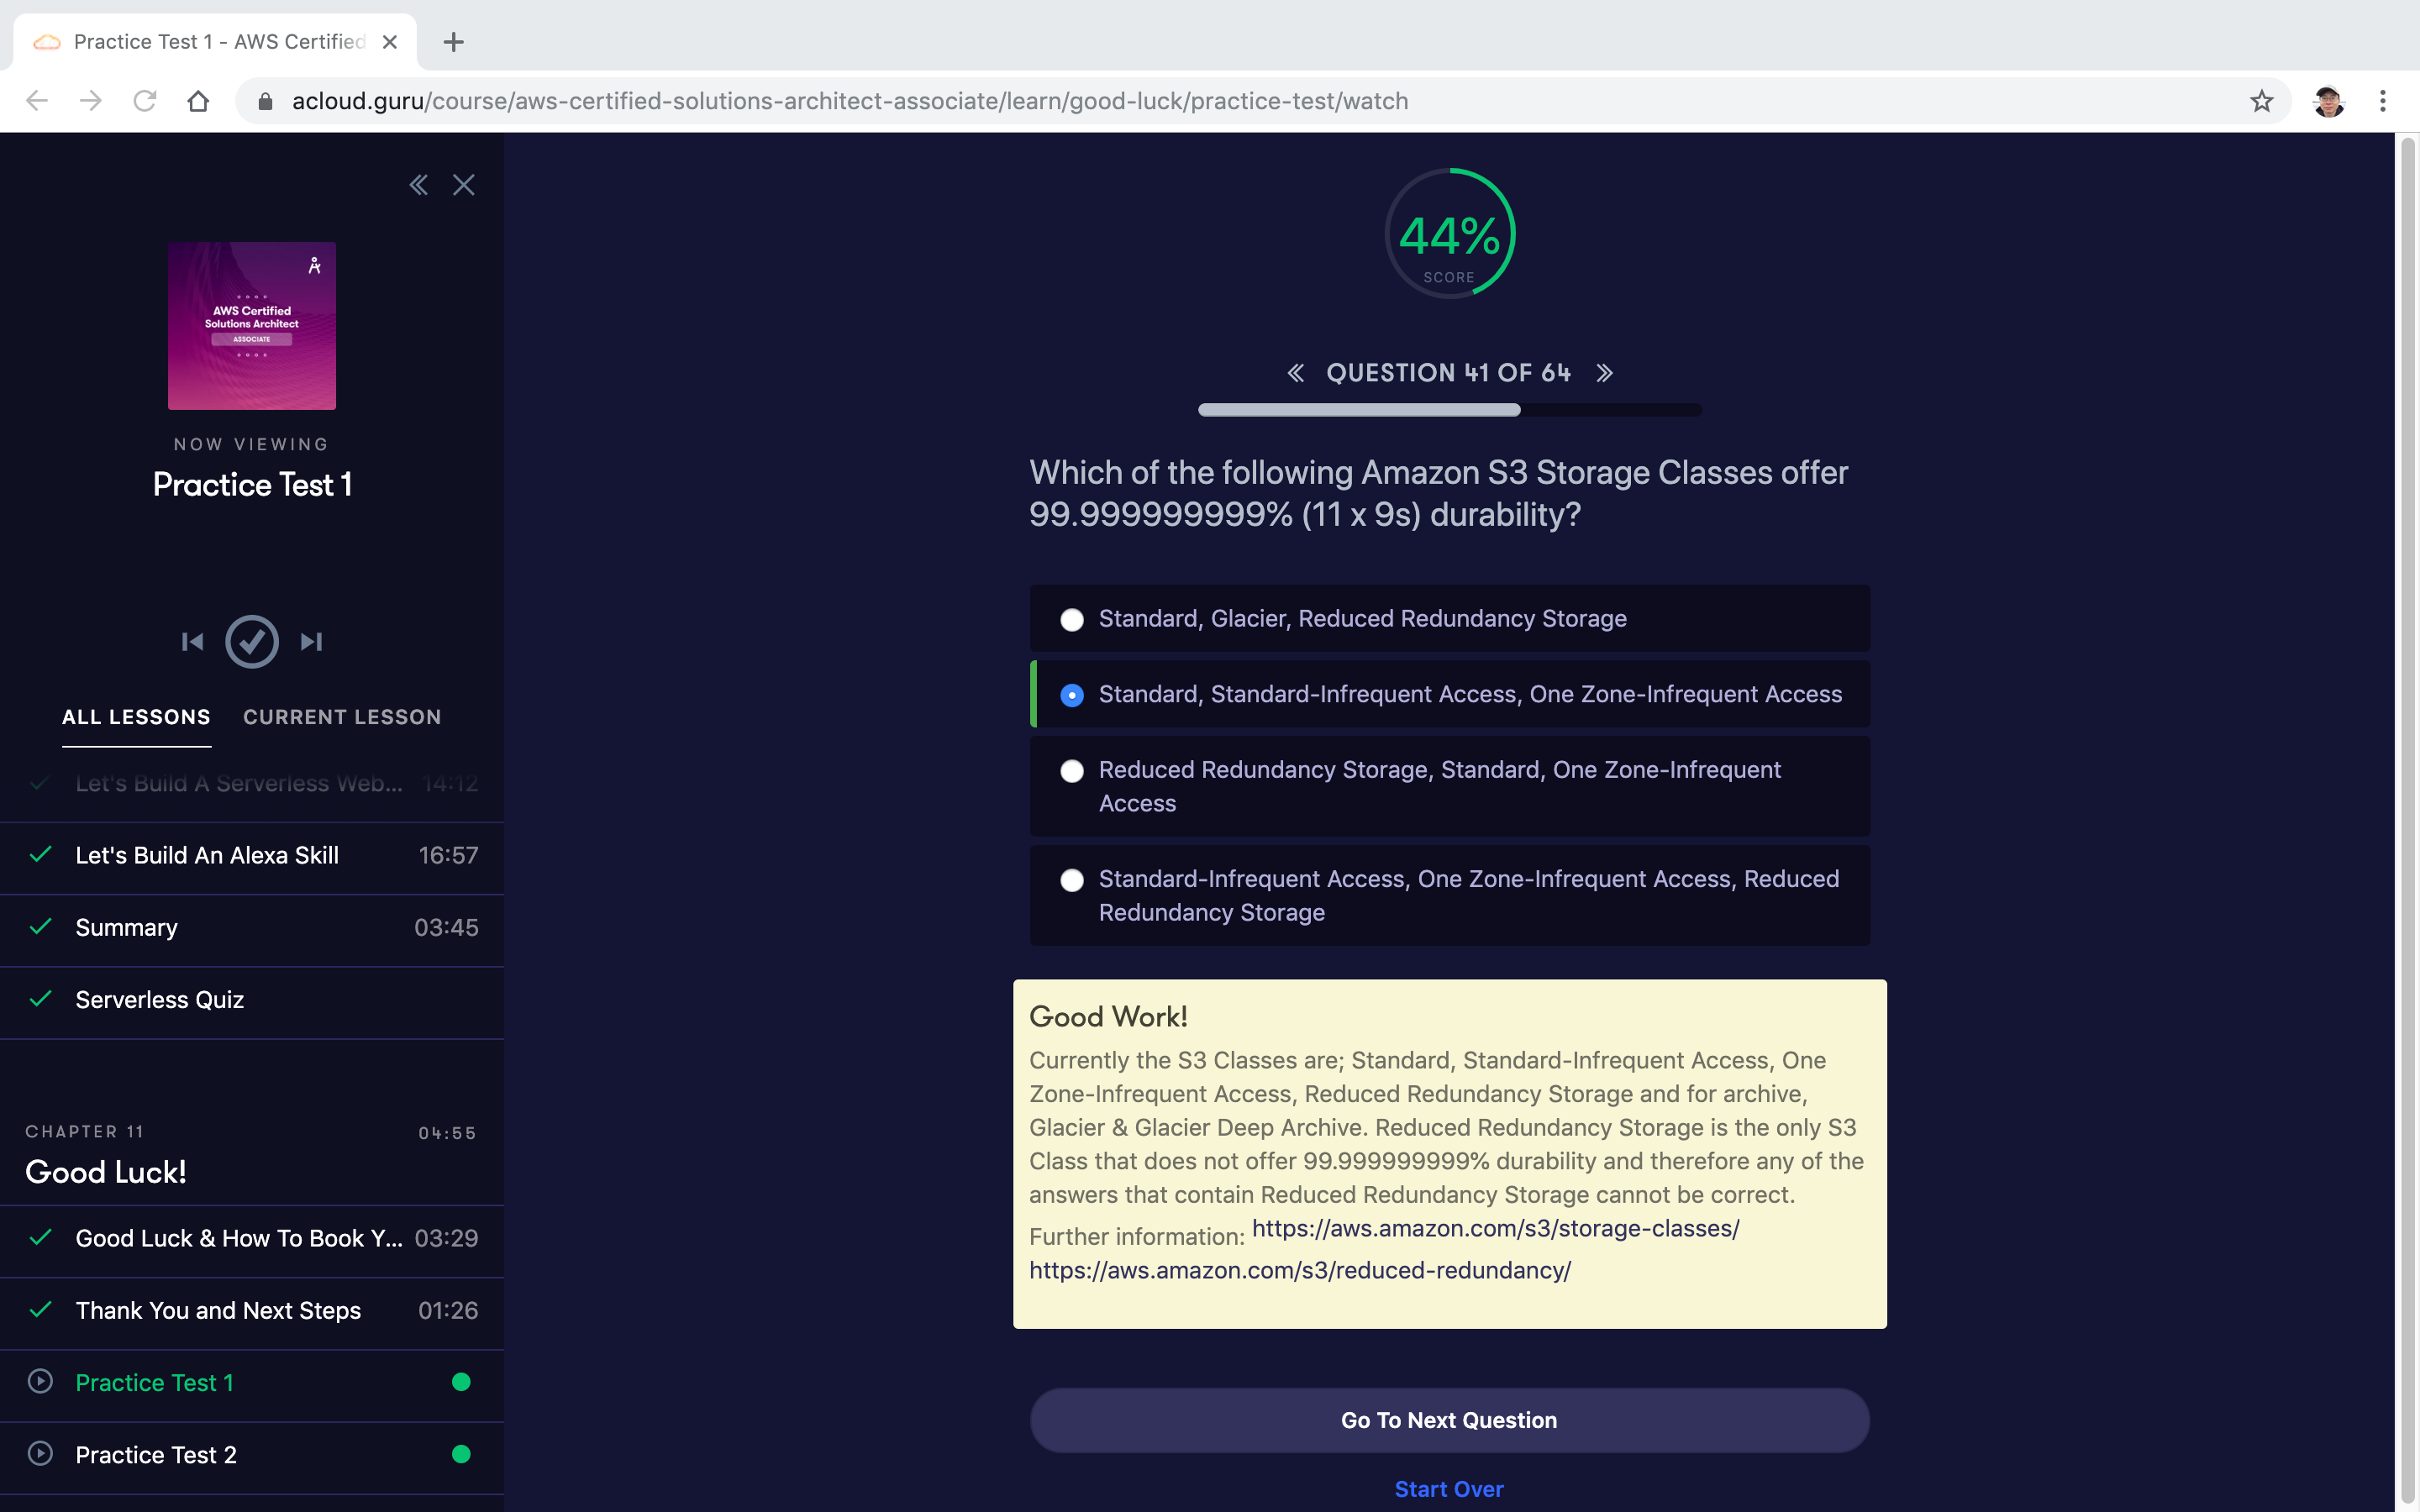 Practice Test 1 - AWS Certified
acloud.guru/course/aws-certified-solutions-architect-associate/learn/good-luck/practice-test/watch
AWS Certified
Solutions Architect
ASSOCIATE
NOW VIEWING
Practice Test 1
ALL LESSONS
CURRENT LESSON
Let's Build A Serverless Web... 14:12
Let's Build An Alexa Skill 16:57
Summary 03:45
Serverless Quiz
CHAPTER 11 04:55
Good Luck!
Good Luck & How To Book Y... 03:29
Thank You and Next Steps 01:26
Practice Test 1
Practice Test 2
44%
SCORE
QUESTION 41 OF 64
Which of the following Amazon S3 Storage Classes offer
99.999999999% (11 x 9s) durability?
Standard, Glacier, Reduced Redundancy Storage
Standard, Standard-Infrequent Access, One Zone-Infrequent Access
Reduced Redundancy Storage, Standard, One Zone-Infrequent
Access
Standard-Infrequent Access, One Zone-Infrequent Access, Reduced
Redundancy Storage
Good Work!
Currently the S3 Classes are; Standard, Standard-Infrequent Access, One
Zone-Infrequent Access, Reduced Redundancy Storage and for archive,
Glacier & Glacier Deep Archive. Reduced Redundancy Storage is the only S3
Class that does not offer 99.999999999% durability and therefore any of the
answers that contain Reduced Redundancy Storage cannot be correct.
Further information: https://aws.amazon.com/s3/storage-classes/
https://aws.amazon.com/s3/reduced-redundancy/
Go To Next Question
Start Over